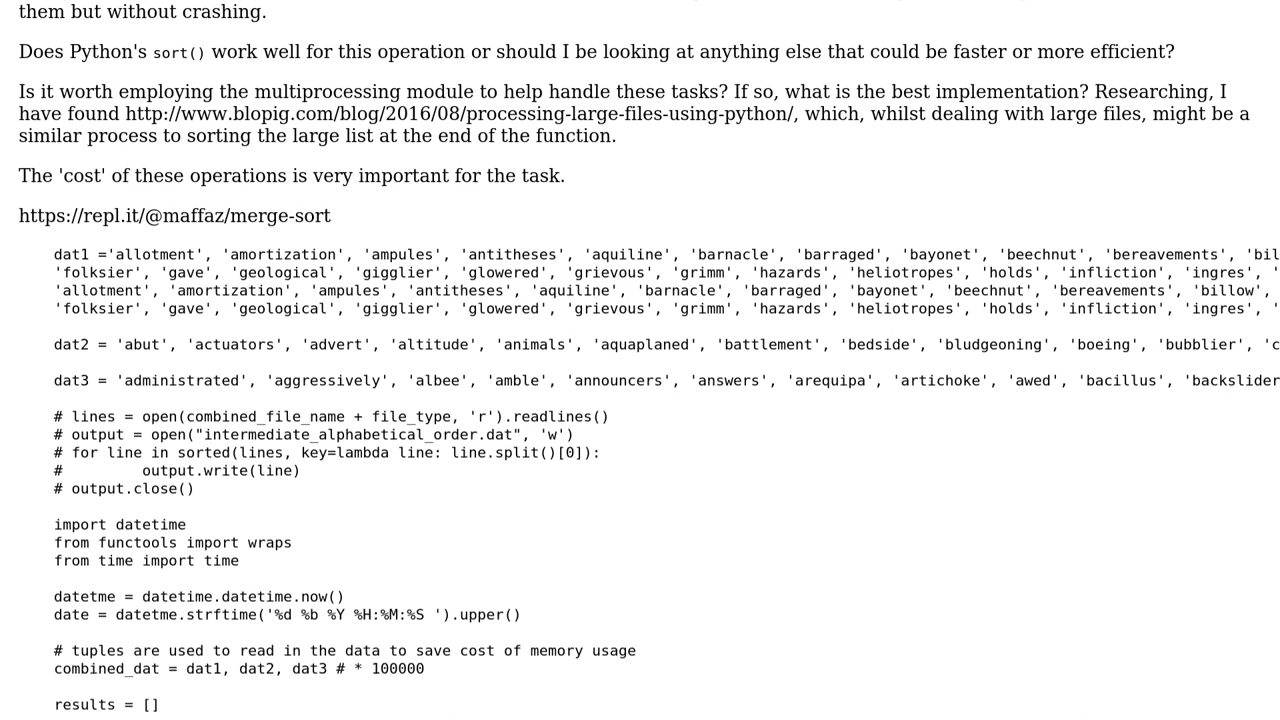 them but without crashing.
Does Python's sort() work well for this operation or should I be looking at anything else that could be faster or more efficient?
Is it worth employing the multiprocessing module to help handle these tasks? If so, what is the best implementation? Researching, I
have found http://www.blopig.com/blog/2016/08/processing-large-files-using-python/, which, whilst dealing with large files, might be a
similar process to sorting the large list at the end of the function.
The 'cost' of these operations is very important for the task.
https://repl.it/@maffaz/merge-sort
dat1 ='allotment', 'amortization', 'ampules', 'antitheses', 'aquiline', 'barnacle', 'barraged', 'bayonet', 'beechnut', 'bereavements', 'bil
'folksier', 'gave', 'geological', 'gigglier', 'glowered', 'grievous', 'grimm', 'hazards', 'heliotropes', 'holds', 'infliction', 'ingres', '
'allotment', 'amortization', 'ampules', 'antitheses', 'aquiline', 'barnacle', 'barraged', 'bayonet', 'beechnut', 'bereavements', 'billow',
'folksier', 'gave', 'geological', 'gigglier', 'glowered', 'grievous', 'grimm', 'hazards', 'heliotropes', 'holds', 'infliction', 'ingres', '
dat2 = 'abut', 'actuators', 'advert', 'altitude', 'animals', 'aquaplaned', 'battlement', 'bedside', 'bludgeoning', 'boeing', 'bubblier', 'c
dat3 = 'administrated', 'aggressively', 'albee', 'amble', 'announcers', 'answers', 'arequipa', 'artichoke', 'awed', 'bacillus', 'backslider
# lines = open(combined_file_name + file_type, 'r').readlines()
# output = open("intermediate_alphabetical_order.dat", 'w')
# for line in sorted(lines, key=lambda line: line.split()[0]):
#         output.write(line)
# output.close()
import datetime
from functools import wraps
from time import time
datetme = datetime.datetime.now()
date = datetme.strftime('%d %b %Y %H:%M:%S ').upper()
# tuples are used to read in the data to save cost of memory usage
combined_dat = dat1, dat2, dat3 # * 100000
results = []